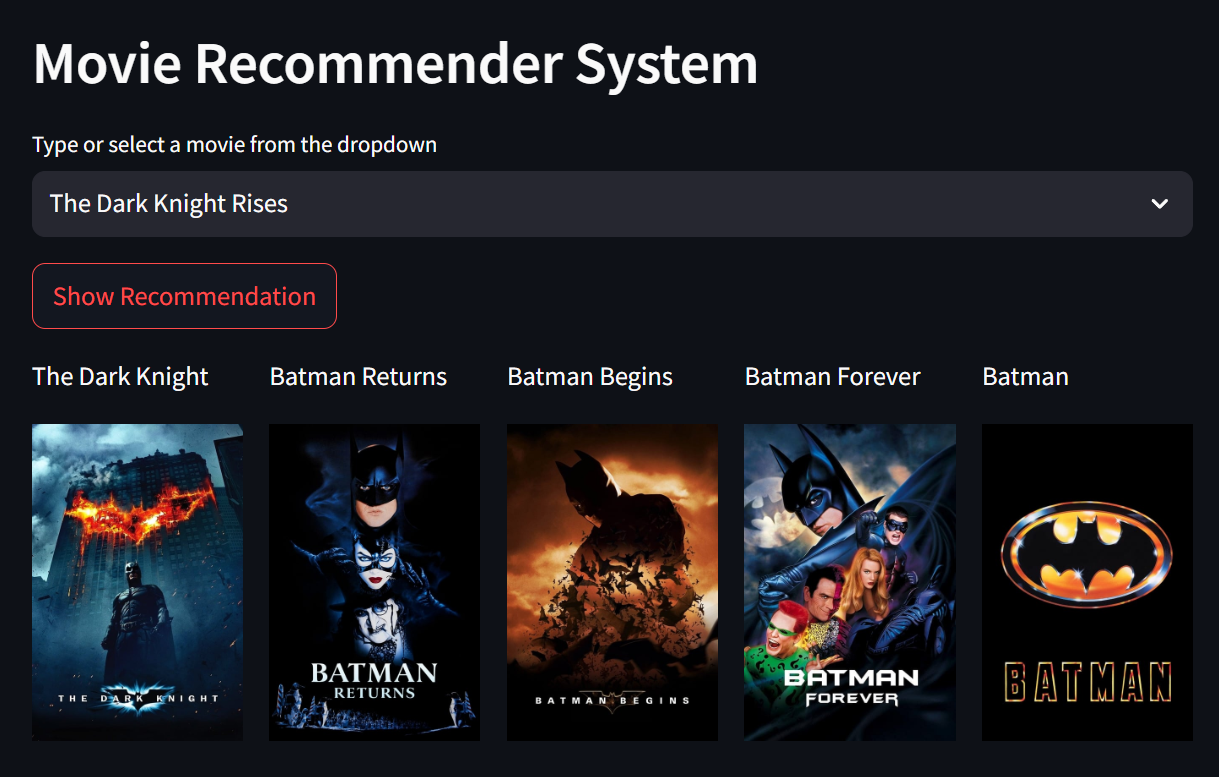 Movie Recommender System
Type or select a movie from the dropdown
The Dark Knight Rises
Show Recommendation
The Dark Knight
Batman Returns
Batman Begins
Batman Forever
Batman
THE DARK KNIGHT
BATMAN
RETURNS
BATMAN BEGINS
BATMAN
FOREVER
BATMAN